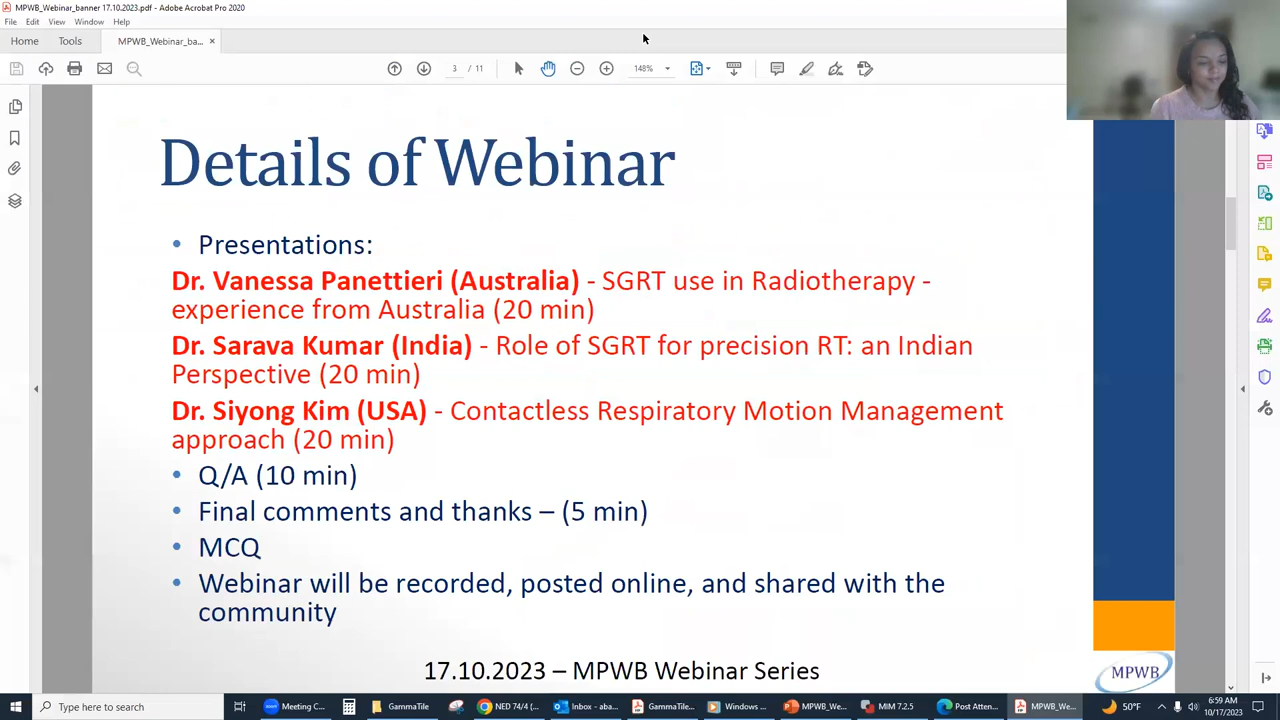 MPWB_Webinar_banner 17.10.2023.pdf - Adobe Acrobat Pro 2020
File Edit View Window Help
Home Tools MPWB_Webinar_ba... ×
3 / 11 148%
Details of Webinar
• Presentations:
Dr. Vanessa Panettieri (Australia) - SGRT use in Radiotherapy -
experience from Australia (20 min)
Dr. Sarava Kumar (India) - Role of SGRT for precision RT: an Indian
Perspective (20 min)
Dr. Siyong Kim (USA) - Contactless Respiratory Motion Management
approach (20 min)
• Q/A (10 min)
• Final comments and thanks – (5 min)
• MCQ
• Webinar will be recorded, posted online, and shared with the
community
17.10.2023 – MPWB Webinar Series
MPWB
Type here to search
Meeting C...
GammaTile
NED 74/4 (...
Inbox - aba...
GammaTile...
Windows ...
MPWB_We...
MIM 7.2.5
Post Atten...
MPWB_We...
50°F
6:59 AM
10/17/2023